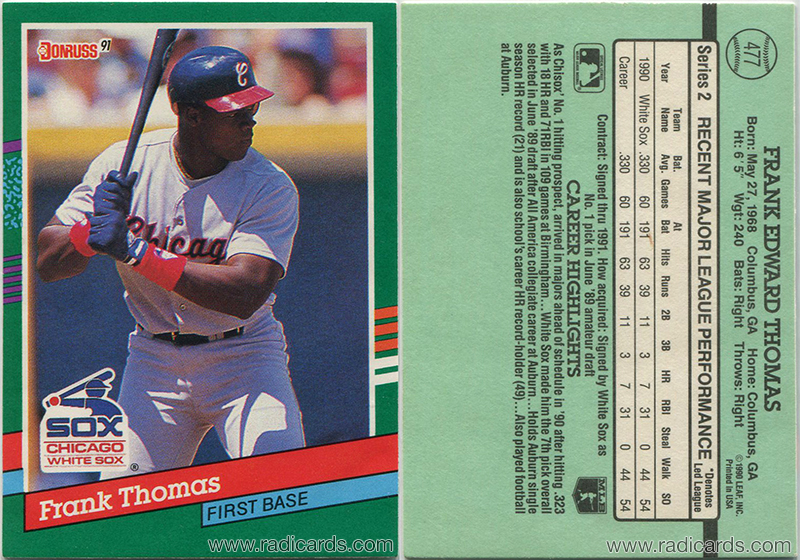 DONRUSS 91
C
Chicago
SOX
CHICAGO
WHITE SOX ®
Frank Thomas
FIRST BASE
www.radicards.com
477
FRANK EDWARD THOMAS
Born: May 27, 1968 Columbus, GA Home: Columbus, GA
Ht: 6'5" Wgt: 240 Bats: Right Throws: Right
©1990 LEAF, INC.
Printed in USA
Series 2 RECENT MAJOR LEAGUE PERFORMANCE *Denotes
Led League
Team Bat. At
Year Name Avg. Games Bat Hits Runs 2B 3B HR RBI Steal Walk SO
1990 White Sox .330 60 191 63 39 11 3 7 31 0 44 54
Career .330 60 191 63 39 11 3 7 31 0 44 54
Contract: Signed thru 1991. How acquired: Signed by White Sox as
No. 1 pick in June '89 amateur draft
CAREER HIGHLIGHTS
As Chisox' No. 1 hitting prospect, arrived in majors ahead of schedule in '90 after hitting .323
with 18 HR and 71 RBI in 109 games at Birmingham... White Sox made him the 7th pick overall
selected in June '89 draft after All America collegiate career at Auburn... Holds Auburn single
season HR record (21) and is also school's career HR record-holder (49)... Also played football
at Auburn.
www.radicards.com